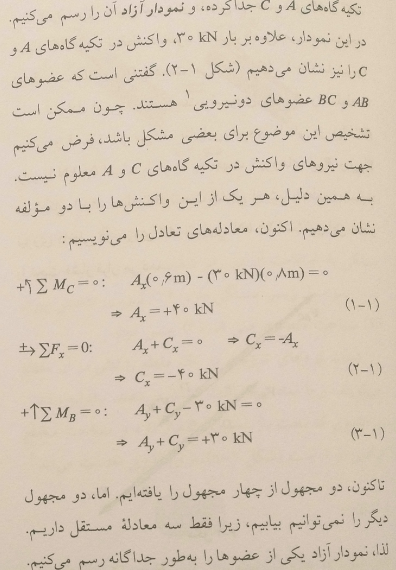 تکیه گاه‌های A و C جدا کرده، و نمودار آزاد آن را رسم می‌کنیم.
در این نمودار، علاوه بر بار ۳۰ kN، واکنش در تکیه گاه‌های A و
C را نیز نشان می‌دهیم (شکل ۱-۲). گفتنی است که عضوهای
AB و BC عضوهای دونیرویی۱ هستند. چون ممکن است
تشخیص این موضوع برای بعضی مشکل باشد، فرض می‌کنیم
جهت نیروهای واکنش در تکیه گاه‌های C و A معلوم نیست.
به همین دلیل، هر یک از این واکنش‌ها را با دو مؤلفه
نشان می‌دهیم. اکنون، معادله‌های تعادل را می‌نویسیم:
+↰ ∑ M_C = ۰: A_x(۰٫۶ m) - (۳۰ kN)(۰٫۸ m) = ۰
⇒ A_x = +۴۰ kN (۱-۱)
±→ ∑F_x = 0: A_x + C_x = ۰ ⇒ C_x = -A_x
⇒ C_x = -۴۰ kN (۲-۱)
+↑ ∑ M_B = ۰: A_y + C_y - ۳۰ kN = ۰
⇒ A_y + C_y = +۳۰ kN (۳-۱)
تاکنون، دو مجهول از چهار مجهول را یافته‌ایم. اما، دو مجهول
دیگر را نمی‌توانیم بیابیم، زیرا فقط سه معادلهٔ مستقل داریم.
لذا، نمودار آزاد یکی از عضوها را به‌طور جداگانه رسم می‌کنیم.